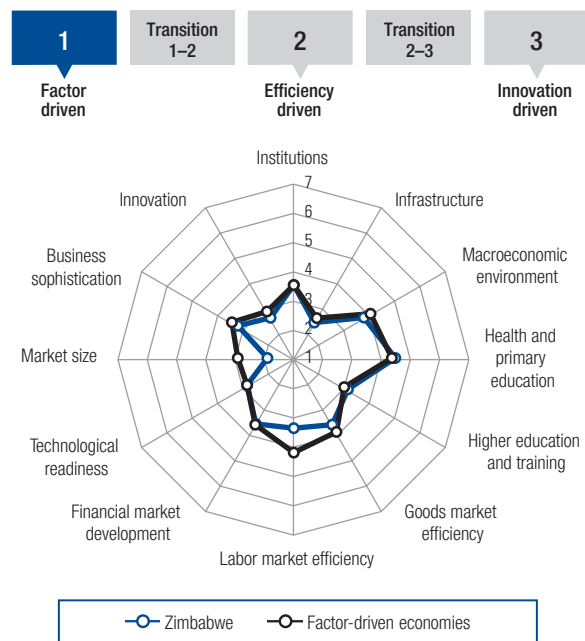 1
Transition
1–2
2
Transition
2–3
3
Factor
driven
Efficiency
driven
Innovation
driven
Institutions
Infrastructure
Macroeconomic
environment
Health and
primary
education
Higher education
and training
Goods market
efficiency
Labor market efficiency
Financial market
development
Technological
readiness
Market size
Business
sophistication
Innovation
7
6
5
4
3
2
1
Zimbabwe
Factor-driven economies